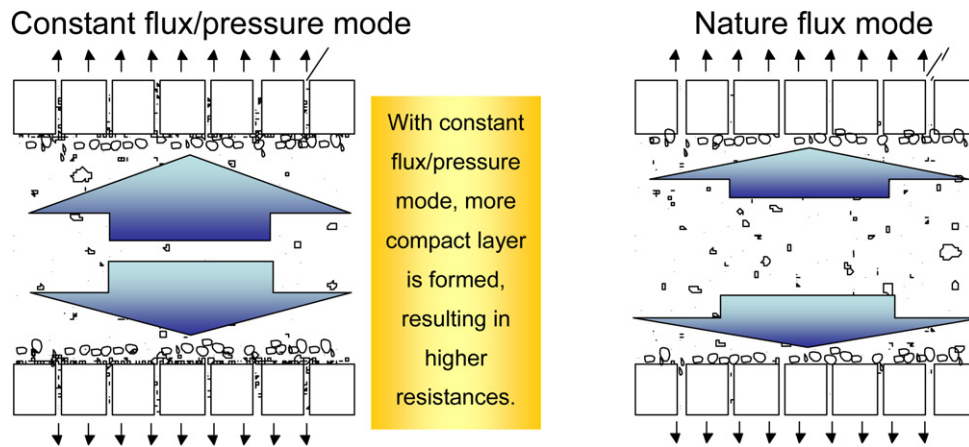 Constant flux/pressure mode
Nature flux mode
With constant
flux/pressure
mode, more
compact layer
is formed,
resulting in
higher
resistances.